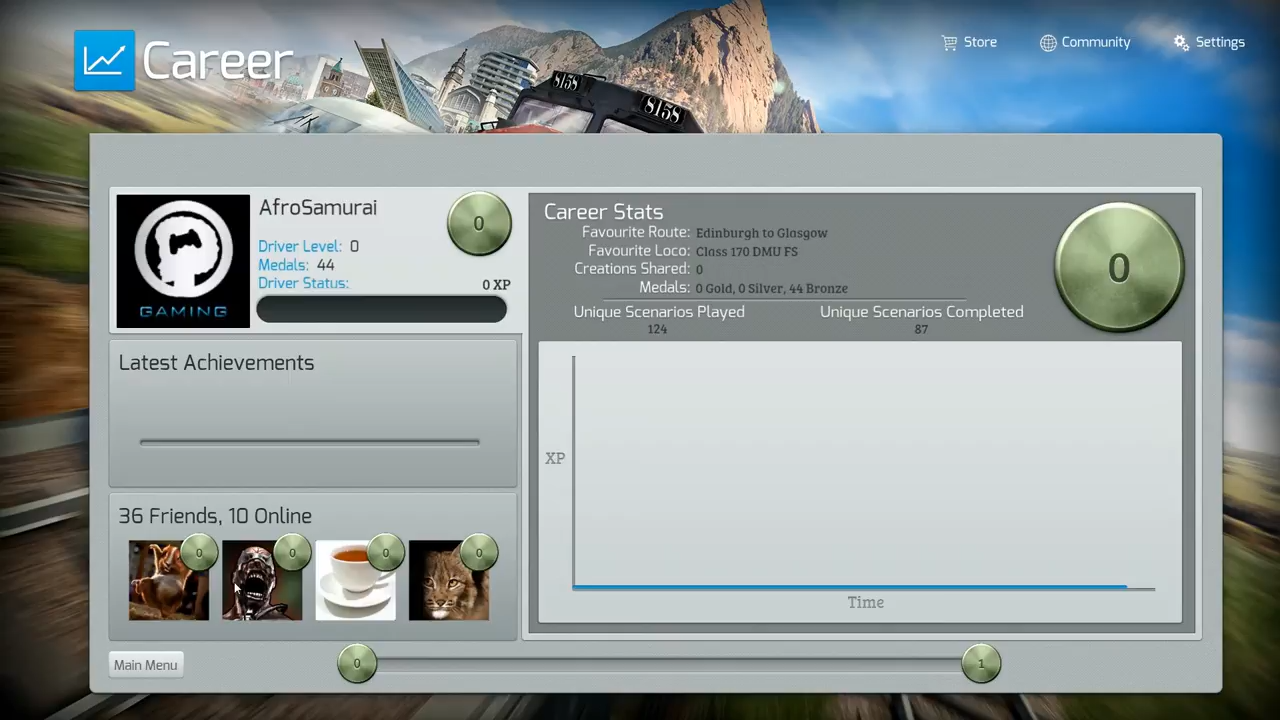 Career
Store
Community
Settings
8158
8158
AfroSamurai
0
Driver Level: 0
Medals: 44
Driver Status:
0 XP
GAMING
Career Stats
Favourite Route: Edinburgh to Glasgow
Favourite Loco: Class 170 DMU FS
Creations Shared: 0
Medals: 0 Gold, 0 Silver, 44 Bronze
0
Unique Scenarios Played
124
Unique Scenarios Completed
87
Latest Achievements
XP
Time
36 Friends, 10 Online
0
0
0
0
Main Menu
0
1